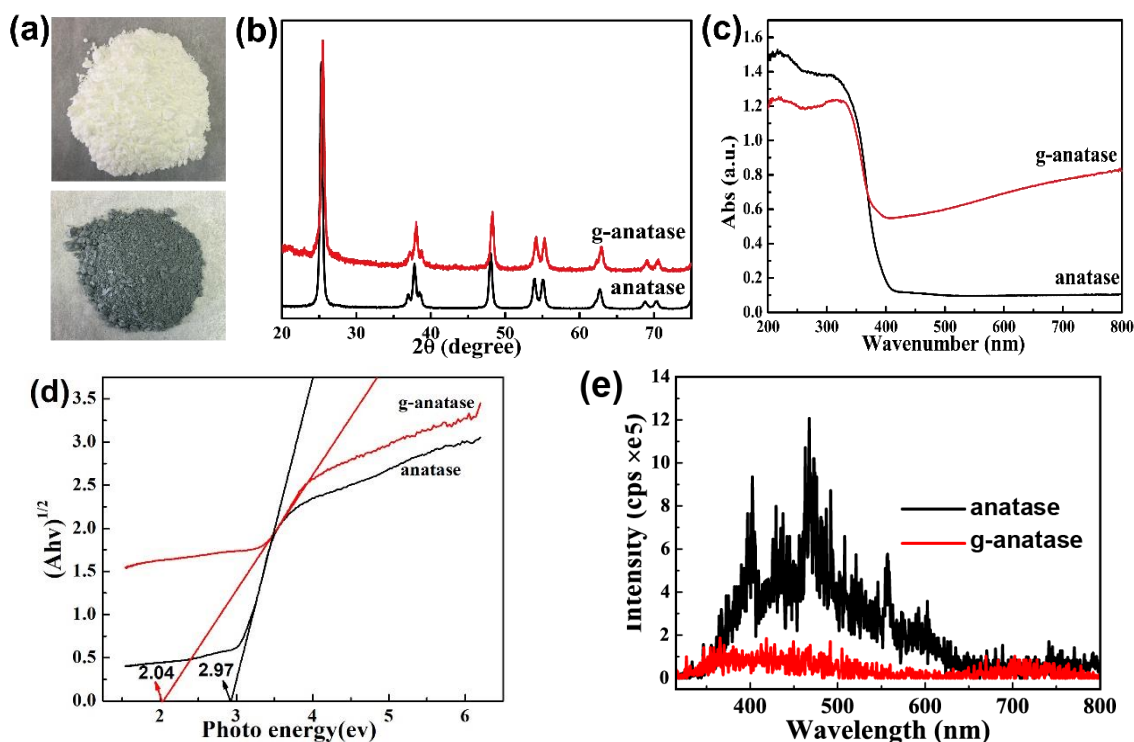 (a)
(b)
g-anatase
anatase
20 30 40 50 60 70
2θ (degree)
(c)
Abs (a.u.)
1.6
1.4
1.2
1.0
0.8
0.6
0.4
0.2
0.0
g-anatase
anatase
200 300 400 500 600 700 800
Wavenumber (nm)
(d)
(Ahv)1/2
3.5
3.0
2.5
2.0
1.5
1.0
0.5
0.0
g-anatase
anatase
2.04 2.97
2 3 4 5 6
Photo energy(ev)
(e)
Intensity (cps ×e5)
14
12
10
8
6
4
2
0
anatase
g-anatase
400 500 600 700 800
Wavelength (nm)